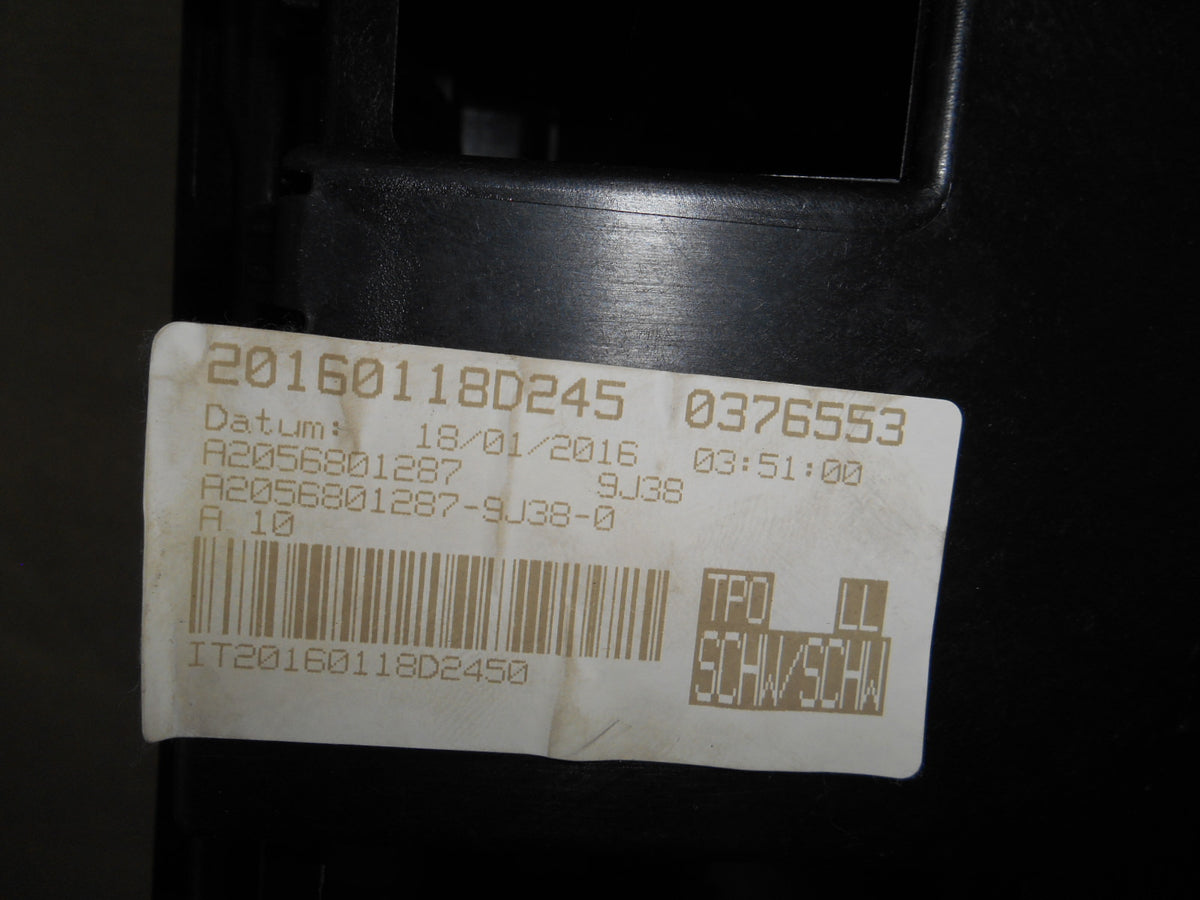 20160118D245 0376553
Datum: 18/01/2016 03:51:00
A2056801287 9J38
A2056801287-9J38-0
A 10
IT20160118D2450
TPO LL
SCHW/SCHW